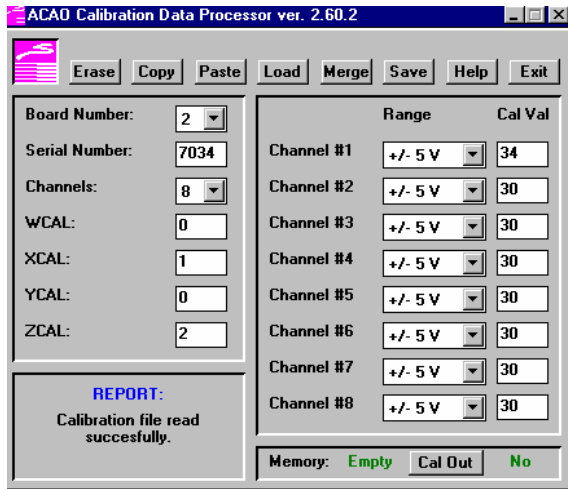 ACAO Calibration Data Processor ver. 2.60.2
Erase Copy Paste Load Merge Save Help Exit
Board Number: 2
Serial Number: 7034
Channels: 8
WCAL: 0
XCAL: 1
YCAL: 0
ZCAL: 2
REPORT:
Calibration file read
succesfully.
Range Cal Val
Channel #1 +/- 5 V 34
Channel #2 +/- 5 V 30
Channel #3 +/- 5 V 30
Channel #4 +/- 5 V 30
Channel #5 +/- 5 V 30
Channel #6 +/- 5 V 30
Channel #7 +/- 5 V 30
Channel #8 +/- 5 V 30
Memory: Empty Cal Out No